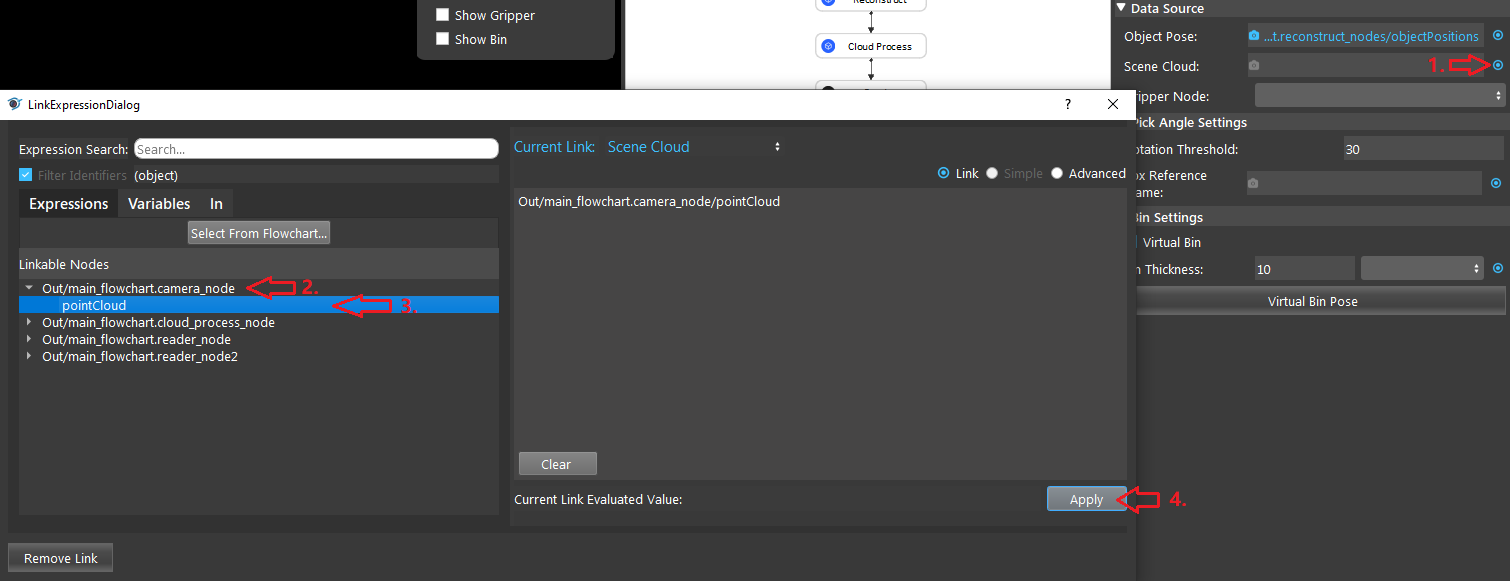 Show Gripper
Show Bin
Reconstruct
Cloud Process
Data Source
Object Pose: ...t.reconstruct_nodes/objectPositions
Scene Cloud: 1.
ripper Node:
Pick Angle Settings
otation Threshold: 30
ox Reference
ame:
Bin Settings
Virtual Bin
n Thickness: 10
Virtual Bin Pose
LinkExpressionDialog ?
Expression Search: Search...
Filter Identifiers (object)
Expressions Variables In
Select From Flowchart...
Linkable Nodes
Out/main_flowchart.camera_node 2.
pointCloud 3.
Out/main_flowchart.cloud_process_node
Out/main_flowchart.reader_node
Out/main_flowchart.reader_node2
Current Link: Scene Cloud
Link Simple Advanced
Out/main_flowchart.camera_node/pointCloud
Clear
Current Link Evaluated Value: Apply 4.
Remove Link